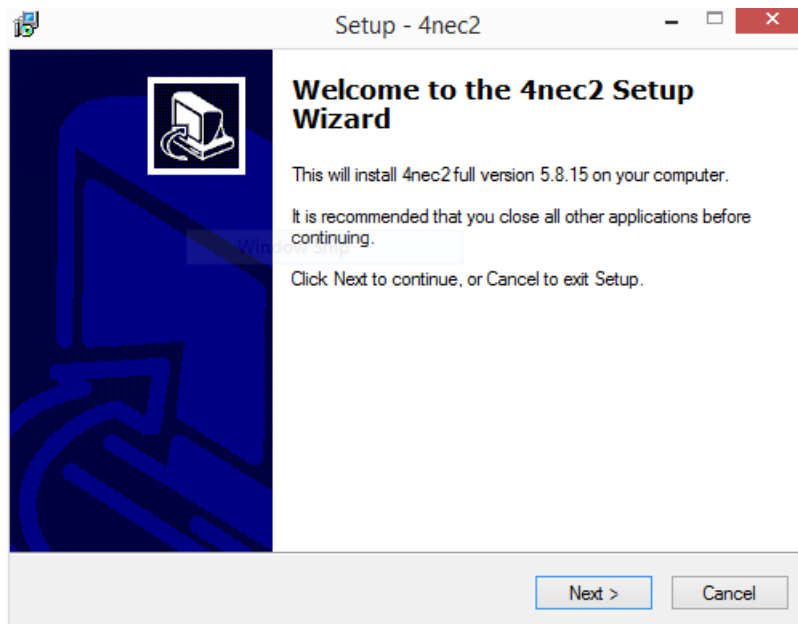 Setup - 4nec2
Welcome to the 4nec2 Setup
Wizard
This will install 4nec2 full version 5.8.15 on your computer.
It is recommended that you close all other applications before
continuing.
Window Snip
Click Next to continue, or Cancel to exit Setup.
Next >
Cancel